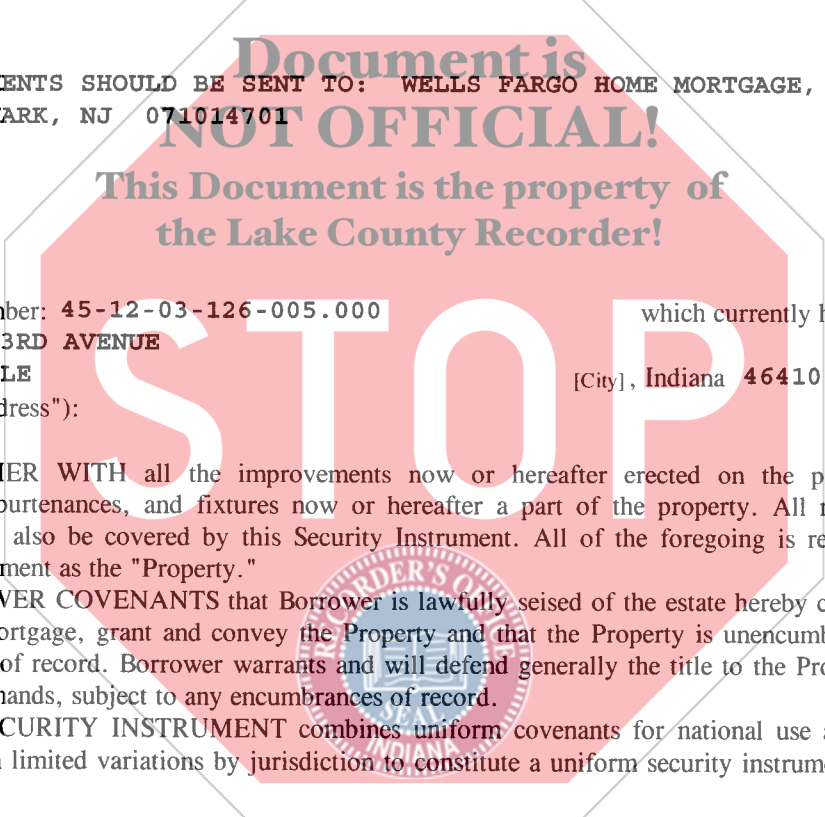 Document is
ENTS SHOULD BE SENT TO: WELLS FARGO HOME MORTGAGE,
ARK, NJ 071014701
NOT OFFICIAL!
This Document is the property of
the Lake County Recorder!
ber: 45-12-03-126-005.000 which currently h
3RD AVENUE
LE [City], Indiana 46410
dress"):
STOP
ER WITH all the improvements now or hereafter erected on the p
purtenances, and fixtures now or hereafter a part of the property. All
also be covered by this Security Instrument. All of the foregoing is re
ment as the "Property."
VER COVENANTS that Borrower is lawfully seised of the estate hereby c
ortgage, grant and convey the Property and that the Property is unencumb
of record. Borrower warrants and will defend generally the title to the Pro
nands, subject to any encumbrances of record.
CURITY INSTRUMENT combines uniform covenants for national use a
limited variations by jurisdiction to constitute a uniform security instrum
RECORDER'S OFFICE
SEAL
INDIANA